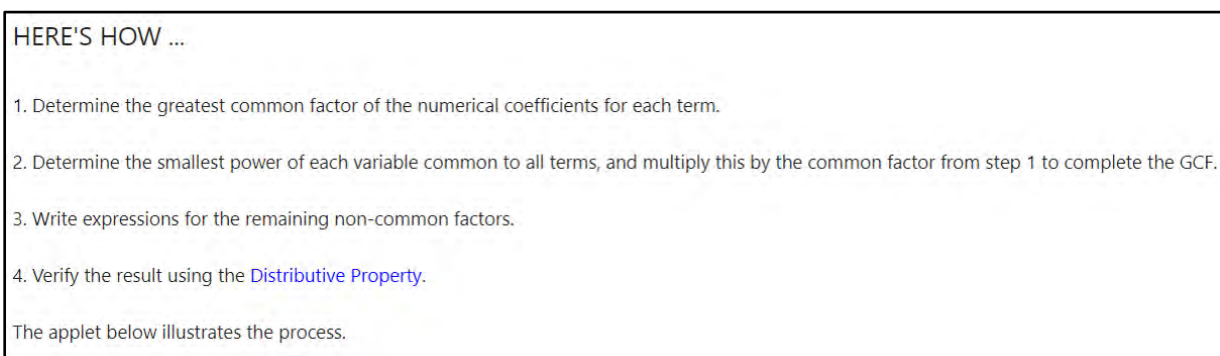 HERE'S HOW ...
1. Determine the greatest common factor of the numerical coefficients for each term.
2. Determine the smallest power of each variable common to all terms, and multiply this by the common factor from step 1 to complete the GCF.
3. Write expressions for the remaining non-common factors.
4. Verify the result using the Distributive Property.
The applet below illustrates the process.